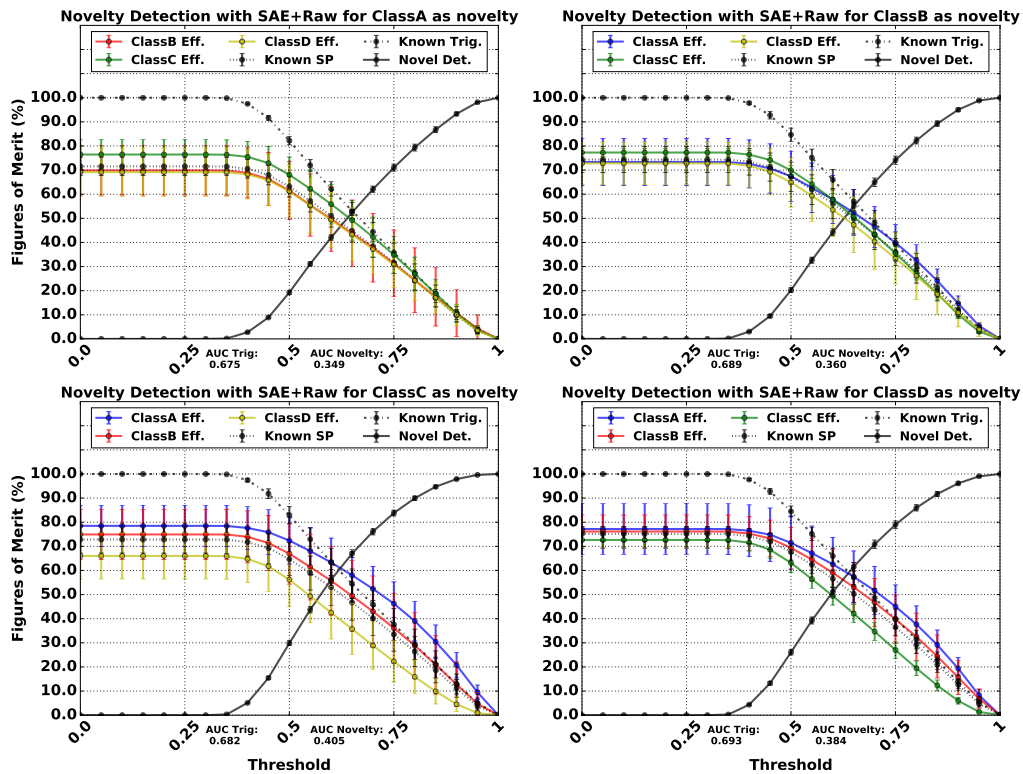 Novelty Detection with SAE+Raw for ClassA as novelty
ClassB Eff. ClassD Eff. Known Trig.
ClassC Eff. Known SP Novel Det.
Figures of Merit (%)
100.0
90.0
80.0
70.0
60.0
50.0
40.0
30.0
20.0
10.0
0.0
0.0 0.25 0.5 0.75 1
AUC Trig: AUC Novelty:
0.675 0.349
Novelty Detection with SAE+Raw for ClassB as novelty
ClassA Eff. ClassD Eff. Known Trig.
ClassC Eff. Known SP Novel Det.
100.0
90.0
80.0
70.0
60.0
50.0
40.0
30.0
20.0
10.0
0.0
0.0 0.25 0.5 0.75 1
AUC Trig: AUC Novelty:
0.689 0.360
Novelty Detection with SAE+Raw for ClassC as novelty
ClassA Eff. ClassD Eff. Known Trig.
ClassB Eff. Known SP Novel Det.
Figures of Merit (%)
100.0
90.0
80.0
70.0
60.0
50.0
40.0
30.0
20.0
10.0
0.0
0.0 0.25 0.5 0.75 1
AUC Trig: AUC Novelty:
0.682 0.405
Threshold
Novelty Detection with SAE+Raw for ClassD as novelty
ClassA Eff. ClassC Eff. Known Trig.
ClassB Eff. Known SP Novel Det.
100.0
90.0
80.0
70.0
60.0
50.0
40.0
30.0
20.0
10.0
0.0
0.0 0.25 0.5 0.75 1
AUC Trig: AUC Novelty:
0.693 0.384
Threshold